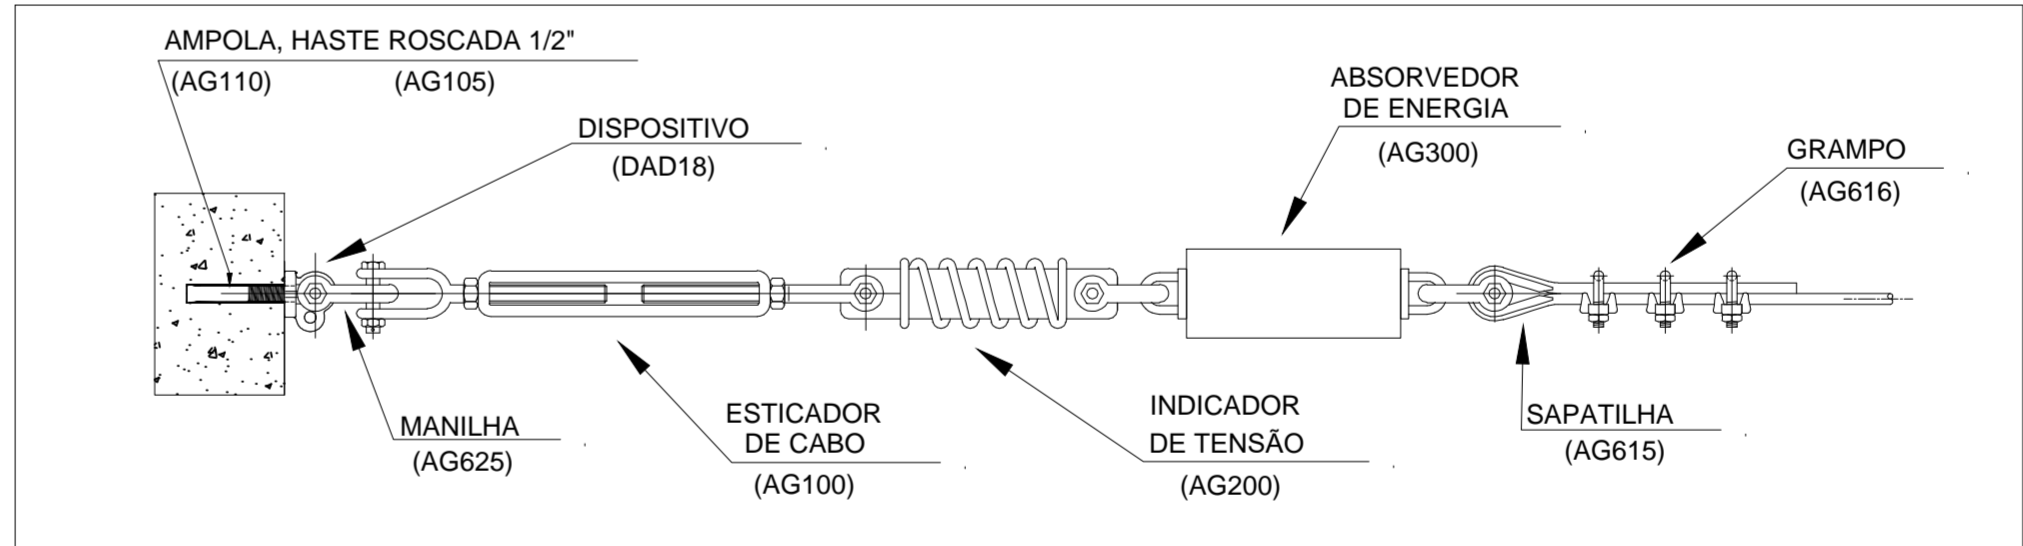 AMPOLA, HASTE ROSCADA 1/2"
(AG110) (AG105)
DISPOSITIVO
(DAD18)
ABSORVEDOR
DE ENERGIA
(AG300)
GRAMPO
(AG616)
MANILHA
(AG625)
ESTICADOR
DE CABO
(AG100)
INDICADOR
DE TENSÃO
(AG200)
SAPATILHA
(AG615)